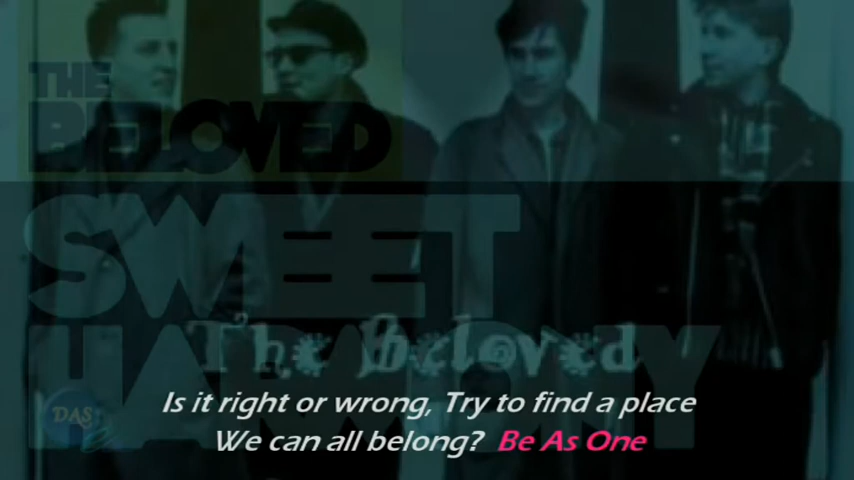 THE
BELOVED
SWEET
HARMONY
The Beloved
DAS
Is it right or wrong, Try to find a place
We can all belong? Be As One